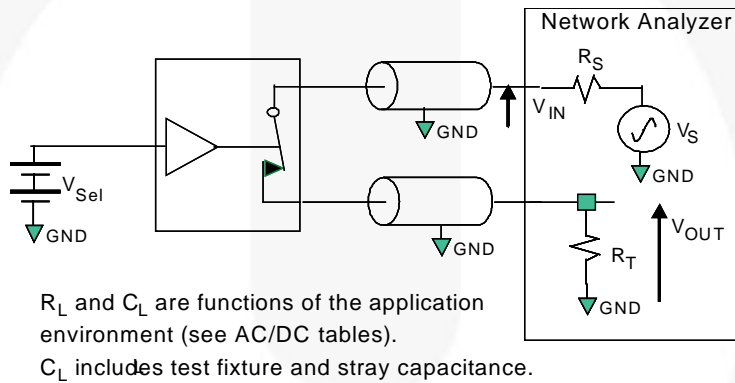 Network Analyzer
R_S
V_IN
GND
V_S
GND
V_Sel
GND
GND
V_OUT
R_T
GND
R_L and C_L are functions of the application
environment (see AC/DC tables).
C_L includes test fixture and stray capacitance.